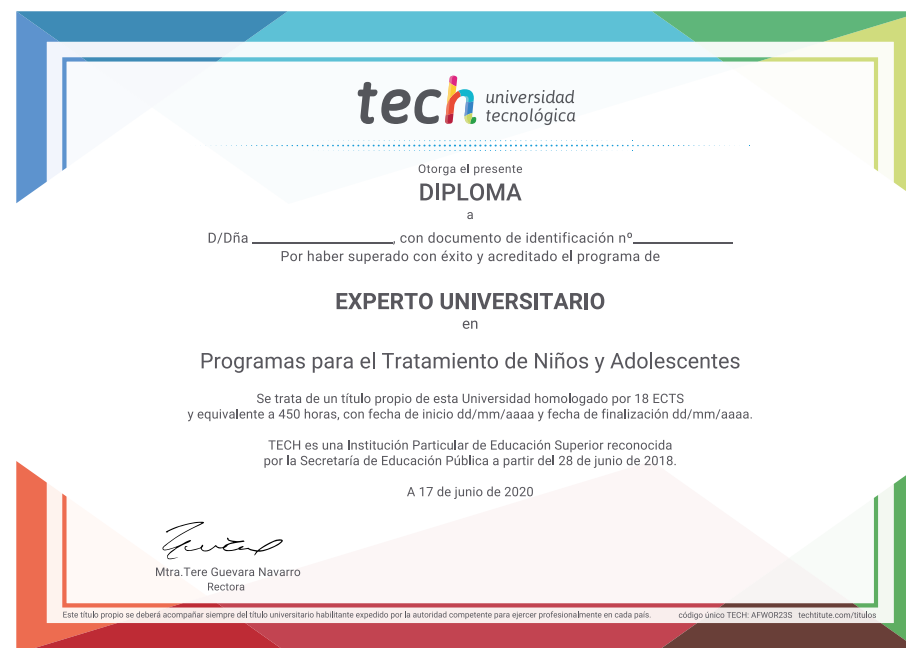 tech universidad
tecnológica
Otorga el presente
DIPLOMA
a
D/Dña ____________________, con documento de identificación nº______________
Por haber superado con éxito y acreditado el programa de
EXPERTO UNIVERSITARIO
en
Programas para el Tratamiento de Niños y Adolescentes
Se trata de un título propio de esta Universidad homologado por 18 ECTS
y equivalente a 450 horas, con fecha de inicio dd/mm/aaaa y fecha de finalización dd/mm/aaaa.
TECH es una Institución Particular de Educación Superior reconocida
por la Secretaría de Educación Pública a partir del 28 de junio de 2018.
A 17 de junio de 2020
Mtra.Tere Guevara Navarro
Rectora
Este título propio se deberá acompañar siempre del título universitario habilitante expedido por la autoridad competente para ejercer profesionalmente en cada país. código único TECH: AFWOR23S techtitute.com/titulos